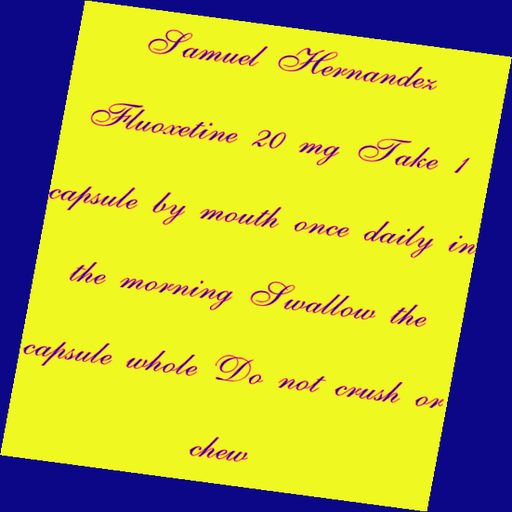 Samuel Hernandez
Fluoxetine 20 mg Take 1
capsule by mouth once daily in
the morning Swallow the
capsule whole Do not crush or
chew